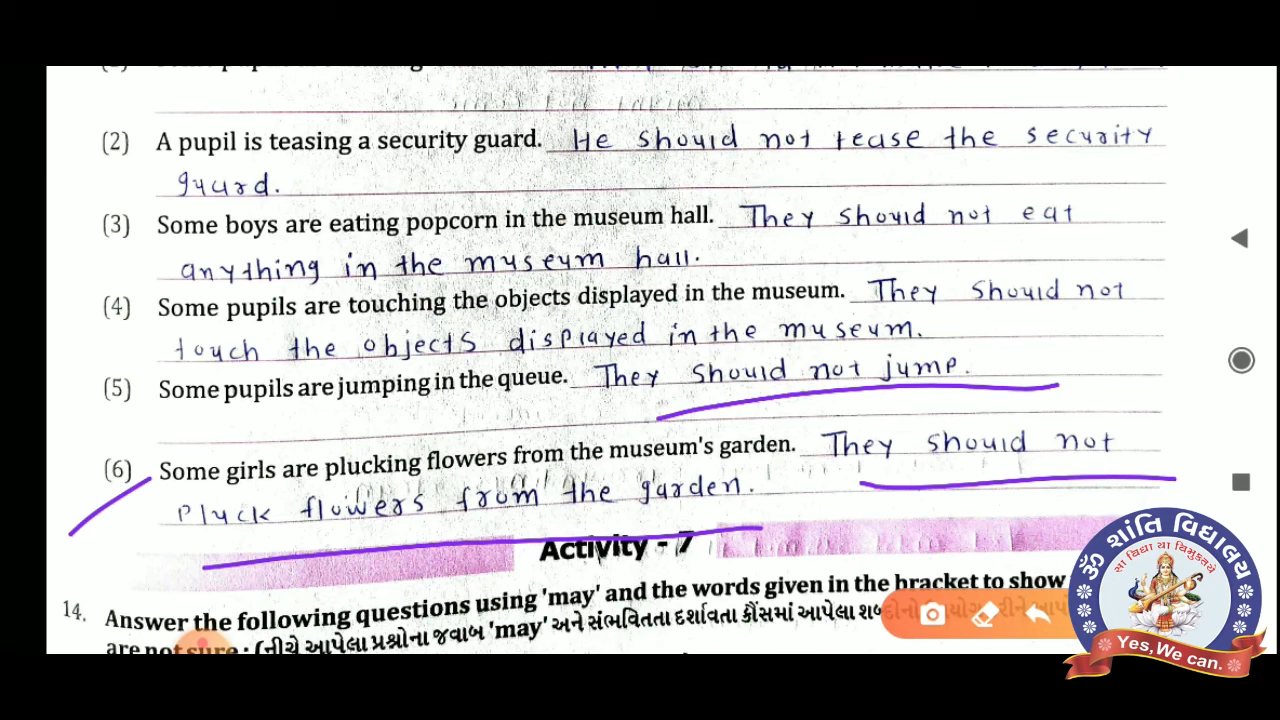 (2) A pupil is teasing a security guard. He should not tease the security
guard.
(3) Some boys are eating popcorn in the museum hall. They should not eat
anything in the museum hall.
(4) Some pupils are touching the objects displayed in the museum. They should not
touch the objects displayed in the museum.
(5) Some pupils are jumping in the queue. They should not jump.
(6) Some girls are plucking flowers from the museum's garden. They should not
pluck flowers from the garden.
Activity - 7
14. Answer the following questions using 'may' and the words given in the bracket to show
are not sure : (નીચે આપેલા પ્રશ્નોના જવાબ 'may' અને સંભવિતતા દર્શાવતા કૌંસમાં આપેલા
ૐ શાંતિ વિદ્યાલય
સા વિદ્યા યા વિમુક્તયે
Yes, We can.